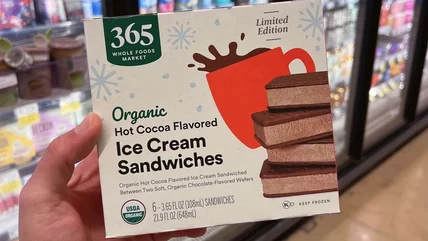 365
WHOLE FOODS
MARKET
Limited
Edition
Organic
Hot Cocoa Flavored
Ice Cream
Sandwiches
Organic Hot Cocoa Flavored Ice Cream Sandwiched
Between Two Soft, Organic Chocolate-Flavored Wafers
USDA
ORGANIC
6 - 3.65 FL OZ (108mL) SANDWICHES
21.9 FL OZ (648mL)
KEEP FROZEN